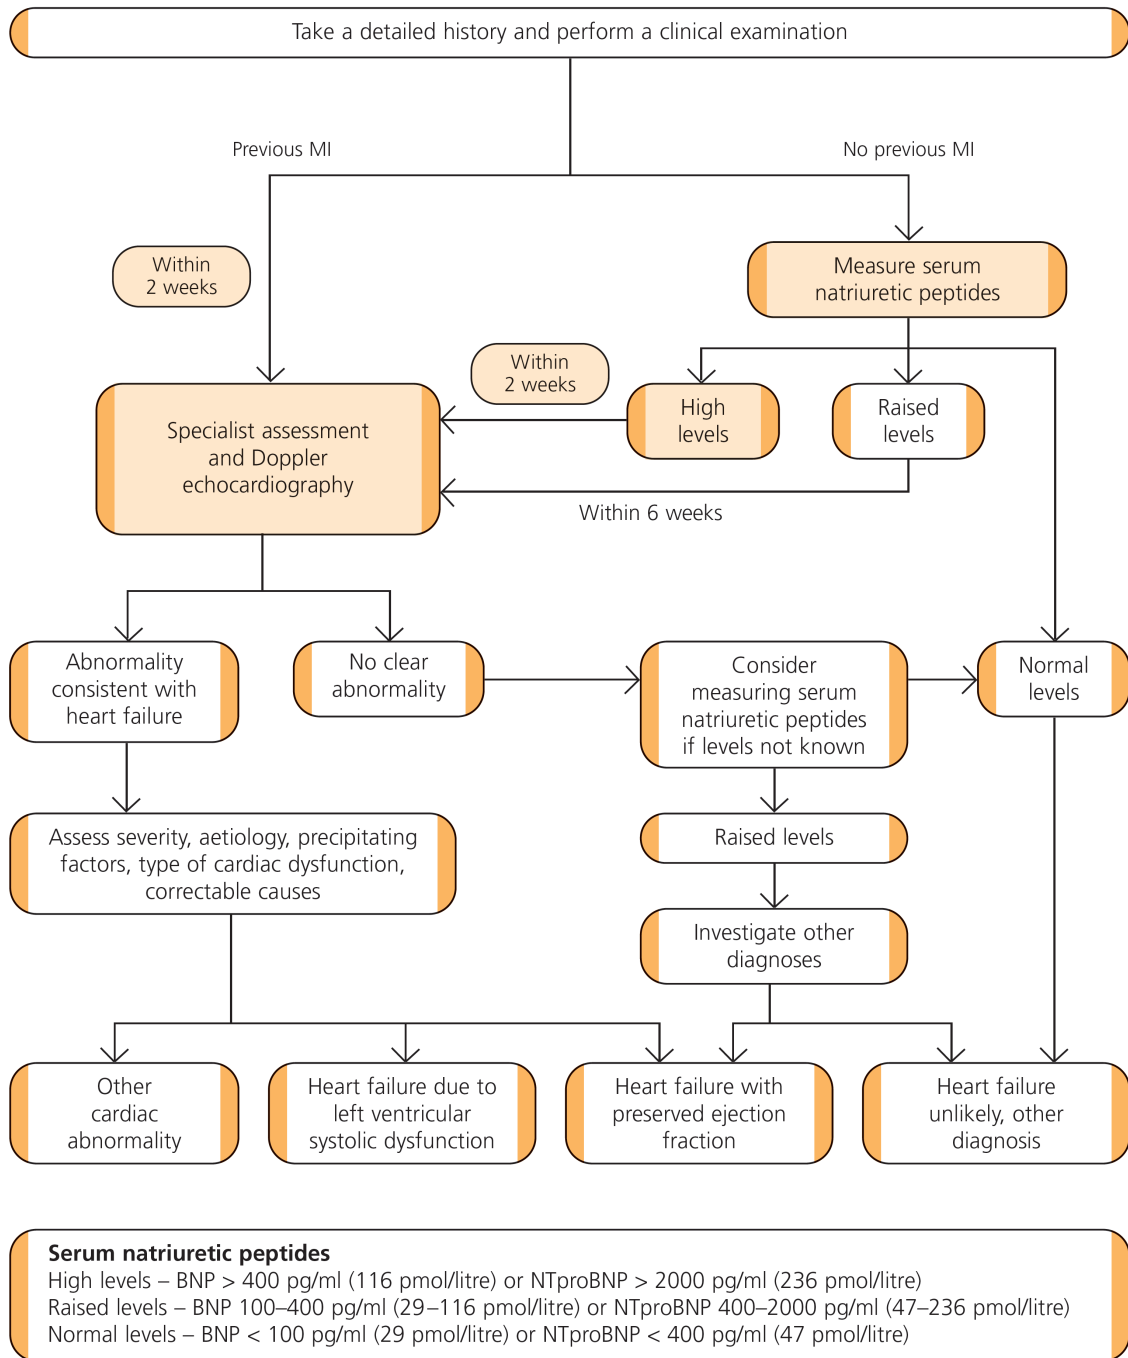 Take a detailed history and perform a clinical examination
Previous MI
No previous MI
Within
2 weeks
Measure serum
natriuretic peptides
Within
2 weeks
High
levels
Raised
levels
Specialist assessment
and Doppler
echocardiography
Within 6 weeks
Abnormality
consistent with
heart failure
No clear
abnormality
Consider
measuring serum
natriuretic peptides
if levels not known
Normal
levels
Assess severity, aetiology, precipitating
factors, type of cardiac dysfunction,
correctable causes
Raised levels
Investigate other
diagnoses
Other
cardiac
abnormality
Heart failure due to
left ventricular
systolic dysfunction
Heart failure with
preserved ejection
fraction
Heart failure
unlikely, other
diagnosis
Serum natriuretic peptides
High levels – BNP > 400 pg/ml (116 pmol/litre) or NTproBNP > 2000 pg/ml (236 pmol/litre)
Raised levels – BNP 100–400 pg/ml (29–116 pmol/litre) or NTproBNP 400–2000 pg/ml (47–236 pmol/litre)
Normal levels – BNP < 100 pg/ml (29 pmol/litre) or NTproBNP < 400 pg/ml (47 pmol/litre)